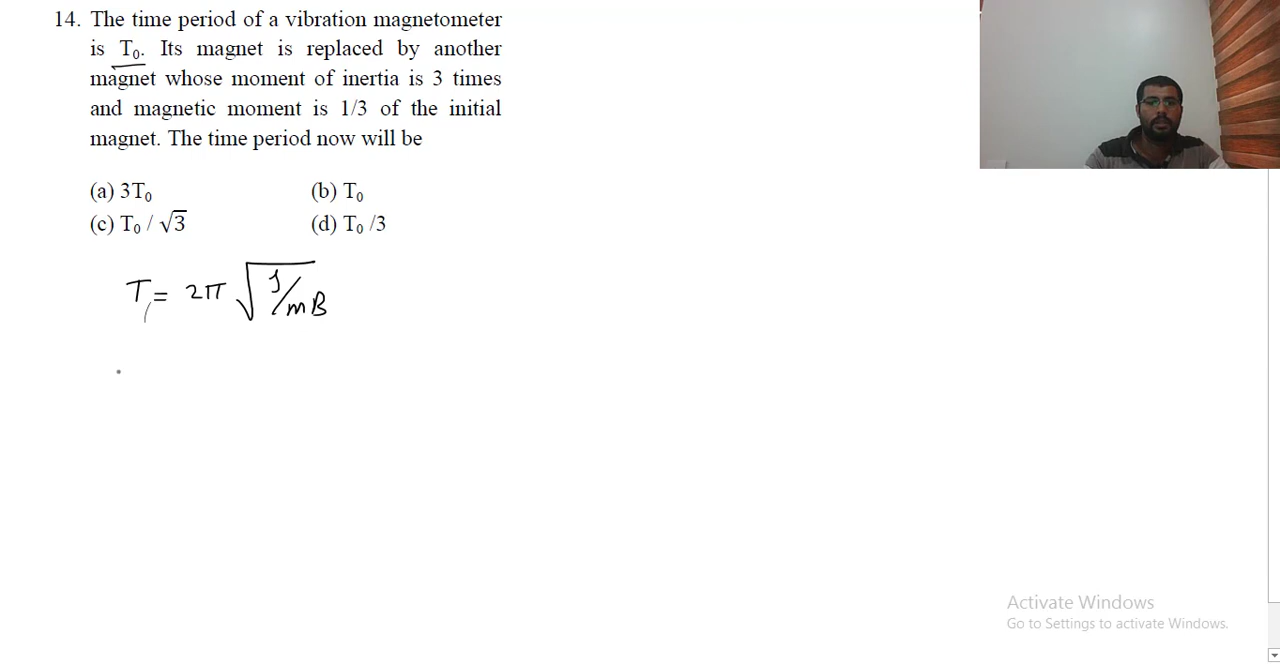 14. The time period of a vibration magnetometer
is T₀. Its magnet is replaced by another
magnet whose moment of inertia is 3 times
and magnetic moment is 1/3 of the initial
magnet. The time period now will be
(a) 3T₀ (b) T₀
(c) T₀ / √3 (d) T₀ /3
T₁ = 2π √I/mB
Activate Windows
Go to Settings to activate Windows.